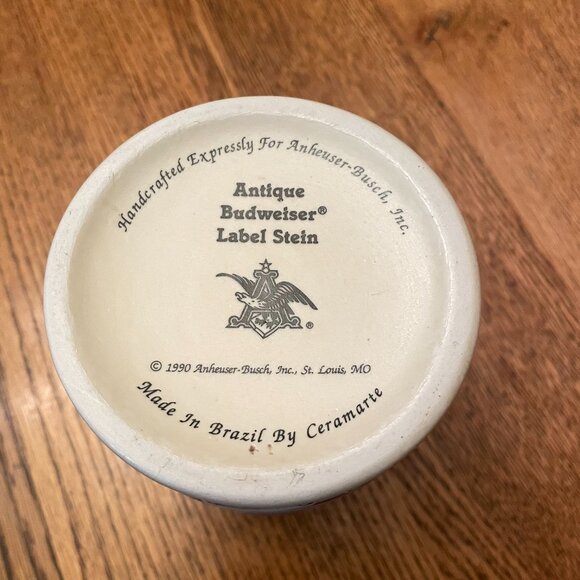 Handcrafted Expressly For Anheuser-Busch, Inc.
Antique
Budweiser®
Label Stein
A
®
© 1990 Anheuser-Busch, Inc., St. Louis, MO
Made In Brazil By Ceramarte